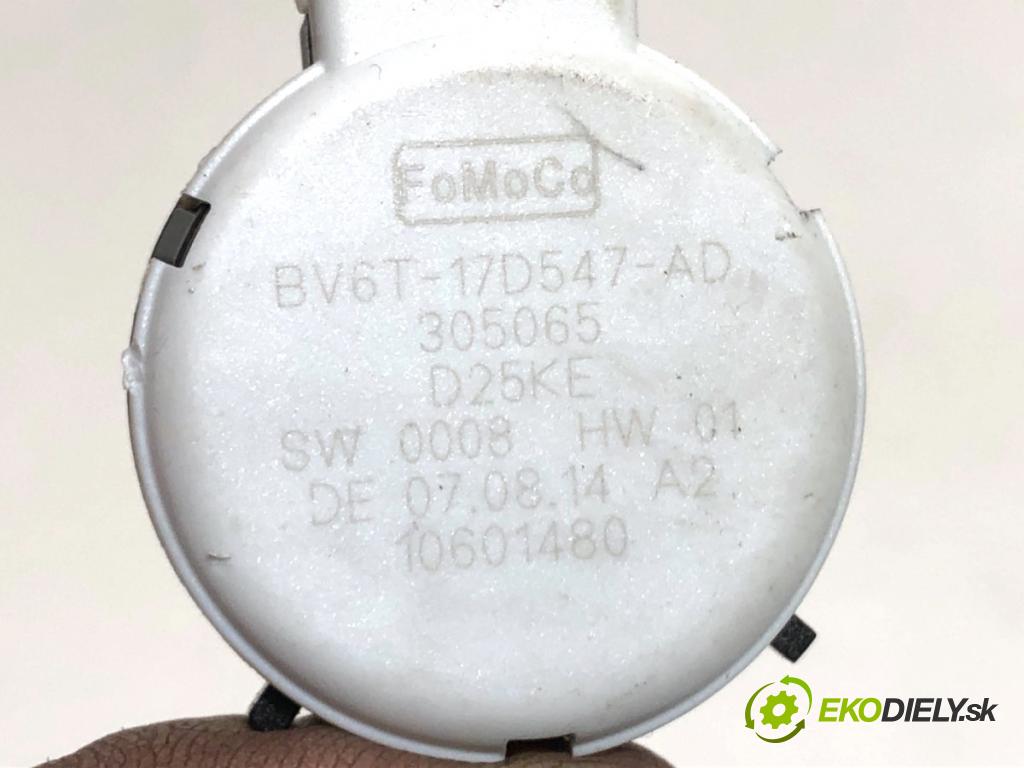 FoMoCo
BV6T-17D547-AD
305065
D25KE
SW 0008 HW 01
DE 07.08.14 A2
10601480
EKODIELY.sk